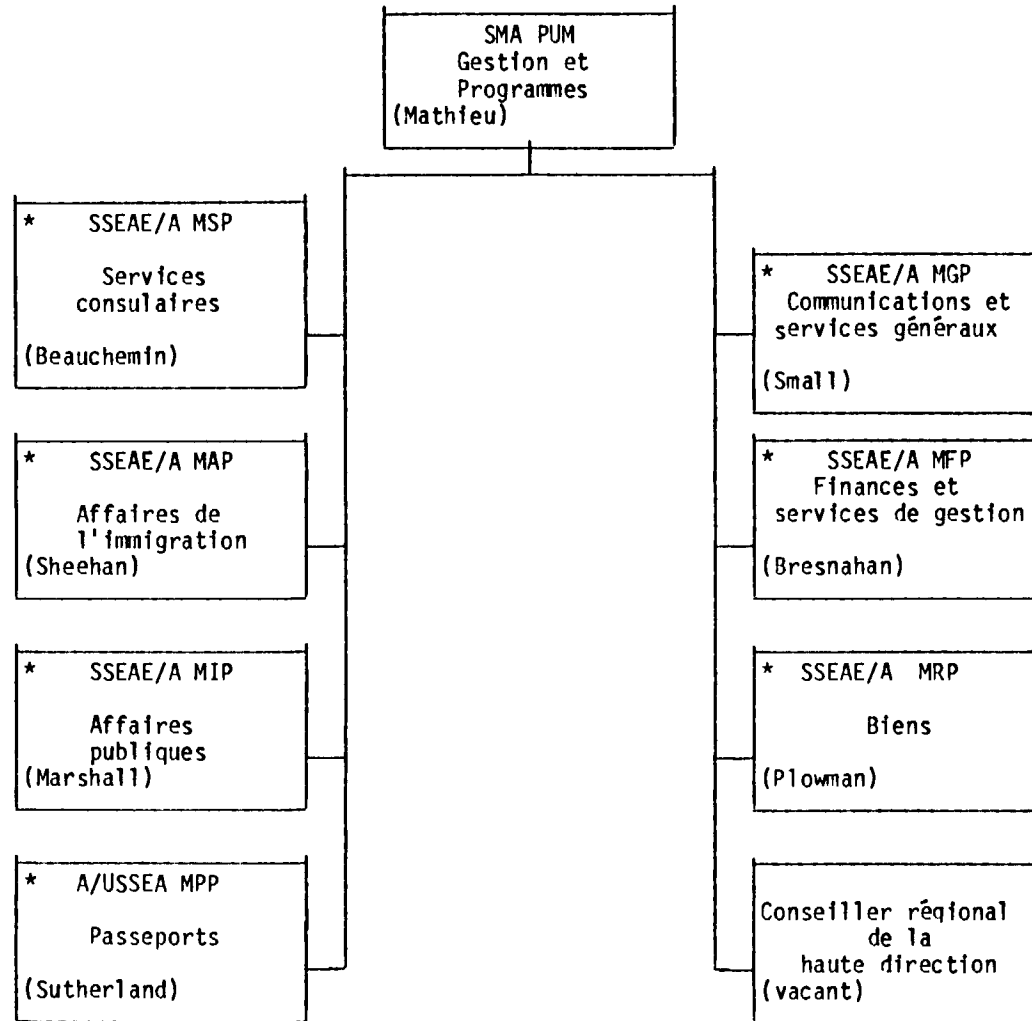 SMA PUM
Gestion et
Programmes
(Mathieu)
* SSEAE/A MSP
Services
consulaires
(Beauchemin)
* SSEAE/A MAP
Affaires de
l'immigration
(Sheehan)
* SSEAE/A MIP
Affaires
publiques
(Marshall)
* A/USSEA MPP
Passeports
(Sutherland)
* SSEAE/A MGP
Communications et
services généraux
(Small)
* SSEAE/A MFP
Finances et
services de gestion
(Bresnahan)
* SSEAE/A MRP
Biens
(Plowman)
Conseiller régional
de la
haute direction
(vacant)